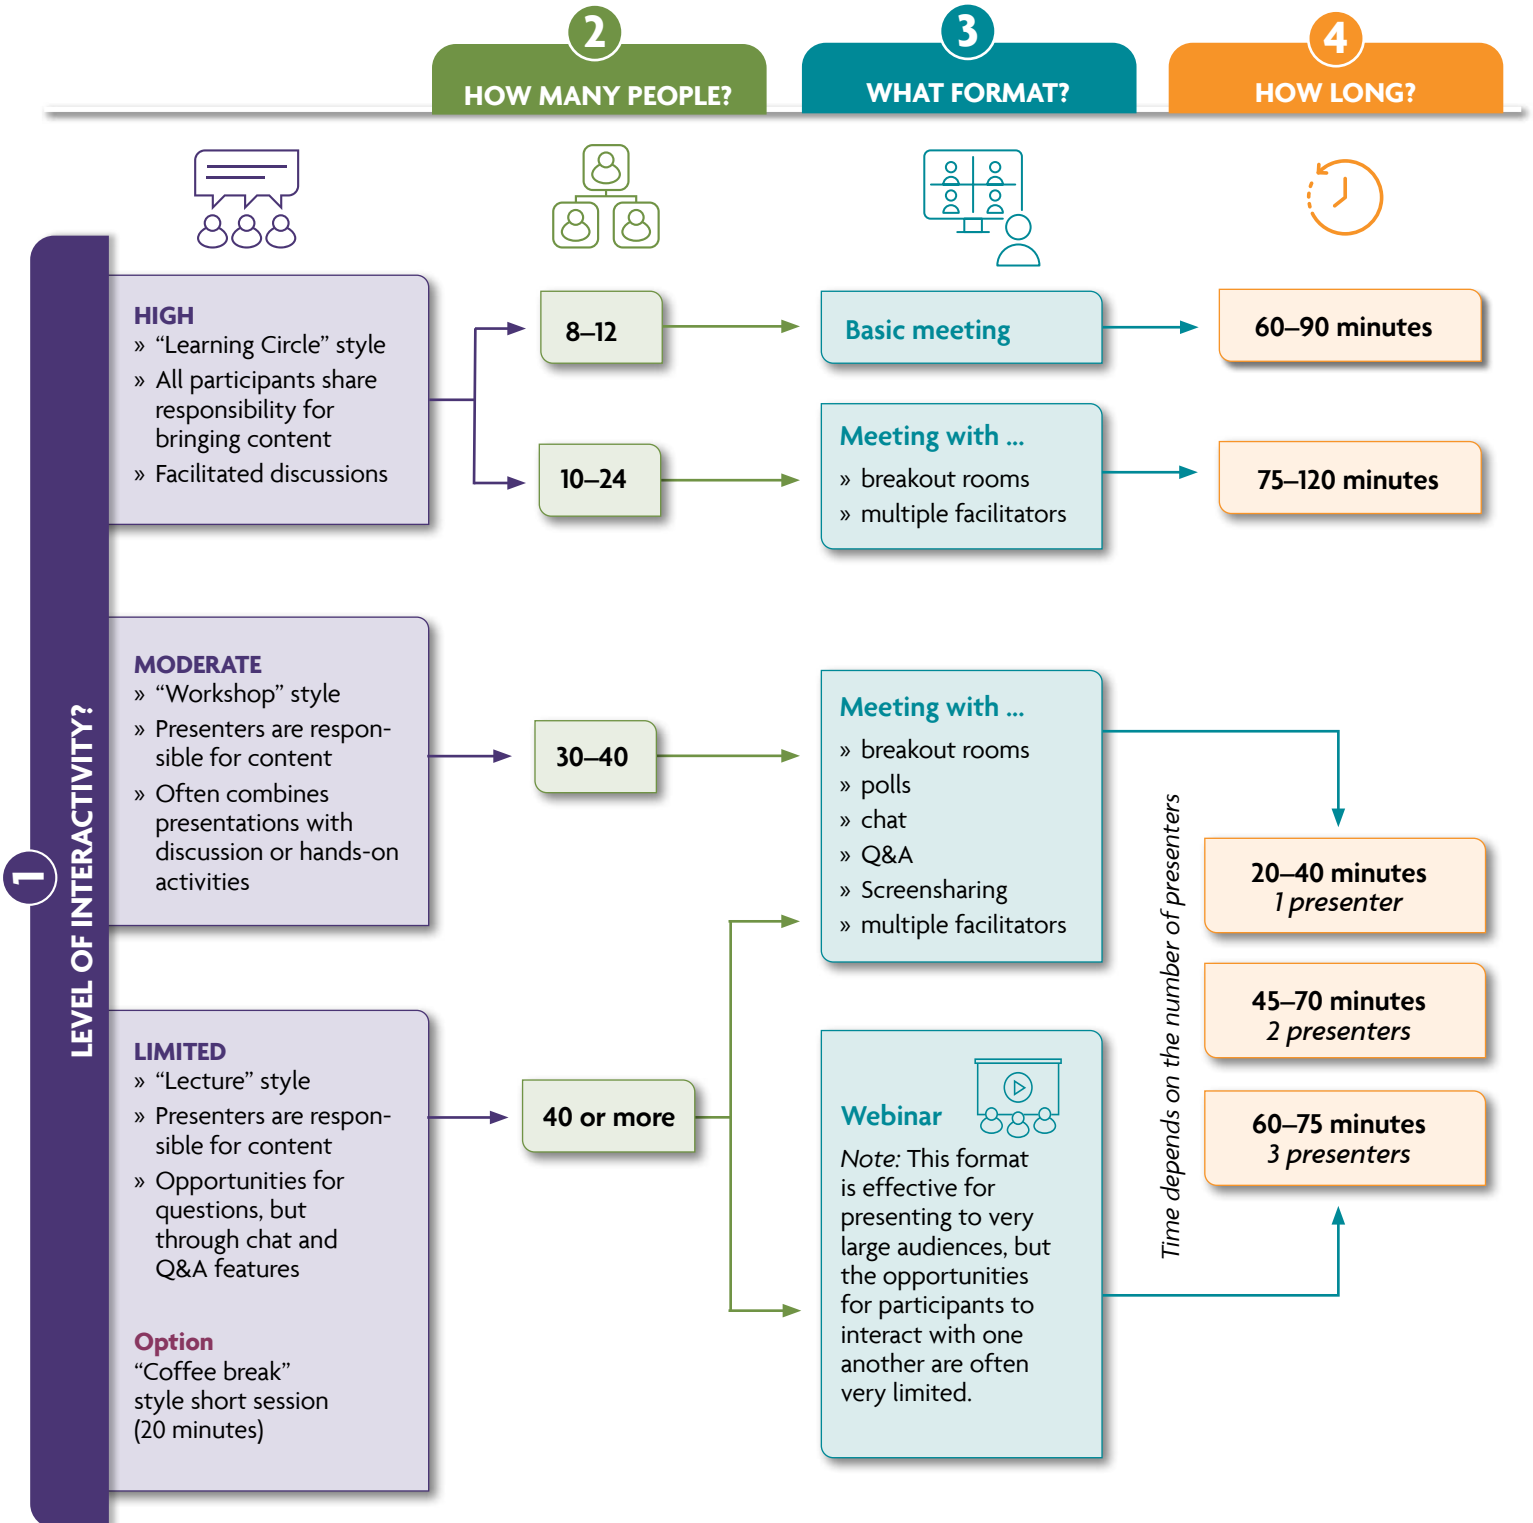 2
HOW MANY PEOPLE?
3
WHAT FORMAT?
4
HOW LONG?
1
LEVEL OF INTERACTIVITY?
HIGH
» “Learning Circle” style
» All participants share
responsibility for
bringing content
» Facilitated discussions
8–12
Basic meeting
60–90 minutes
10–24
Meeting with ...
» breakout rooms
» multiple facilitators
75–120 minutes
MODERATE
» “Workshop” style
» Presenters are respon-
sible for content
» Often combines
presentations with
discussion or hands-on
activities
30–40
Meeting with ...
» breakout rooms
» polls
» chat
» Q&A
» Screensharing
» multiple facilitators
LIMITED
» “Lecture” style
» Presenters are respon-
sible for content
» Opportunities for
questions, but
through chat and
Q&A features
Option
“Coffee break”
style short session
(20 minutes)
40 or more
Webinar
Note: This format
is effective for
presenting to very
large audiences, but
the opportunities
for participants to
interact with one
another are often
very limited.
Time depends on the number of presenters
20–40 minutes
1 presenter
45–70 minutes
2 presenters
60–75 minutes
3 presenters